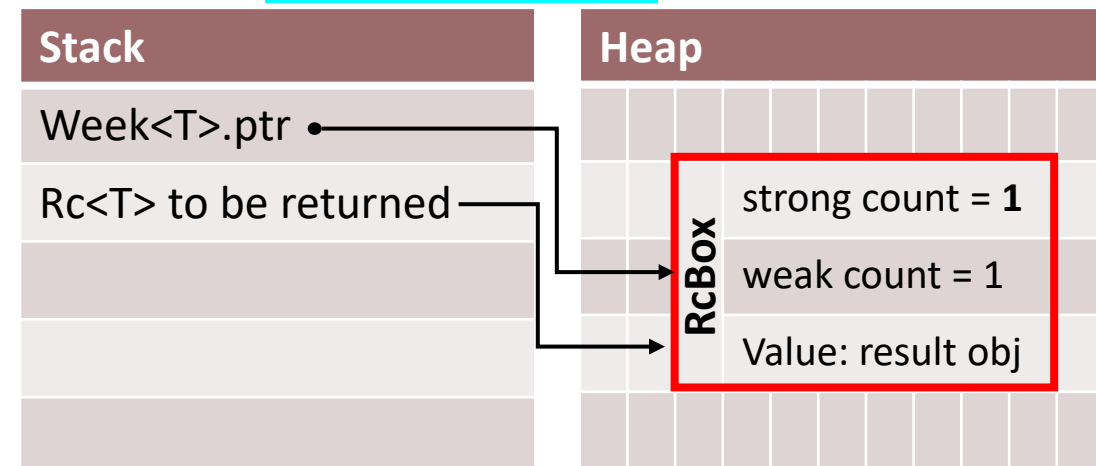 Stack
Heap
Week<T>.ptr
Rc<T> to be returned
RcBox
strong count = 1
weak count = 1
Value: result obj